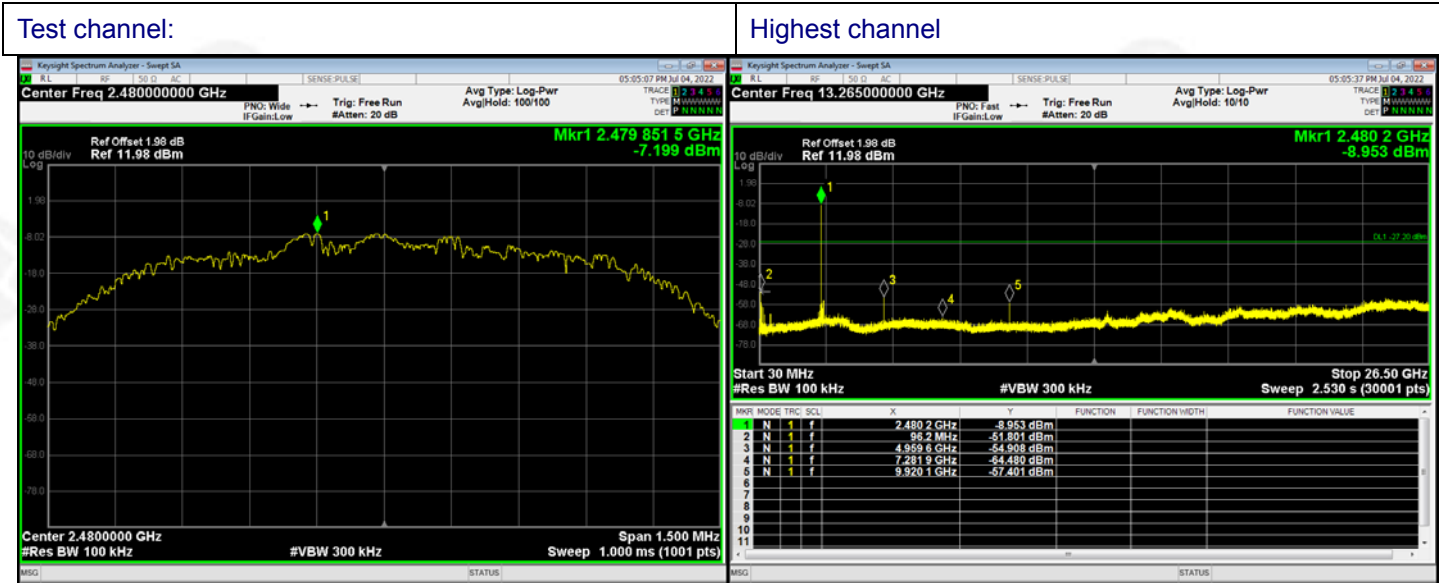 Test channel:
Highest channel
Keysight Spectrum Analyzer - Swept SA
RL RF 50 Ω AC SENSE:PULSE 05:05:07 PM Jul 04, 2022
Center Freq 2.480000000 GHz
PNO: Wide
IFGain:Low
Trig: Free Run
#Atten: 20 dB
Avg Type: Log-Pwr
Avg|Hold: 100/100
TRACE 1 2 3 4 5 6
TYPE M WWWWW
DET P N N N N N
Mkr1 2.479 851 5 GHz
-7.199 dBm
Ref Offset 1.98 dB
10 dB/div Ref 11.98 dBm
Log
1
1.98
-8.02
-18.0
-28.0
-38.0
-48.0
-58.0
-68.0
-78.0
Center 2.4800000 GHz Span 1.500 MHz
#Res BW 100 kHz #VBW 300 kHz Sweep 1.000 ms (1001 pts)
MSG STATUS
Keysight Spectrum Analyzer - Swept SA
RL RF 50 Ω AC SENSE:PULSE 05:05:37 PM Jul 04, 2022
Center Freq 13.265000000 GHz
PNO: Fast
IFGain:Low
Trig: Free Run
#Atten: 20 dB
Avg Type: Log-Pwr
Avg|Hold: 10/10
TRACE 1 2 3 4 5 6
TYPE M WWWWW
DET P N N N N N
Mkr1 2.480 2 GHz
-8.953 dBm
Ref Offset 1.98 dB
10 dB/div Ref 11.98 dBm
Log
1.98
-8.02
-18.0
-28.0
-38.0
-48.0
-58.0
-68.0
-78.0
1
2
3
4
5
DL1 -27.20 dBm
Start 30 MHz Stop 26.50 GHz
#Res BW 100 kHz #VBW 300 kHz Sweep 2.530 s (30001 pts)
MKR MODE TRC SCL X Y FUNCTION FUNCTION WIDTH FUNCTION VALUE
1 N 1 f 2.480 2 GHz -8.953 dBm
2 N 1 f 96.2 MHz -51.801 dBm
3 N 1 f 4.959 6 GHz -54.908 dBm
4 N 1 f 7.281 9 GHz -64.480 dBm
5 N 1 f 9.920 1 GHz -57.401 dBm
6
7
8
9
10
11
MSG STATUS